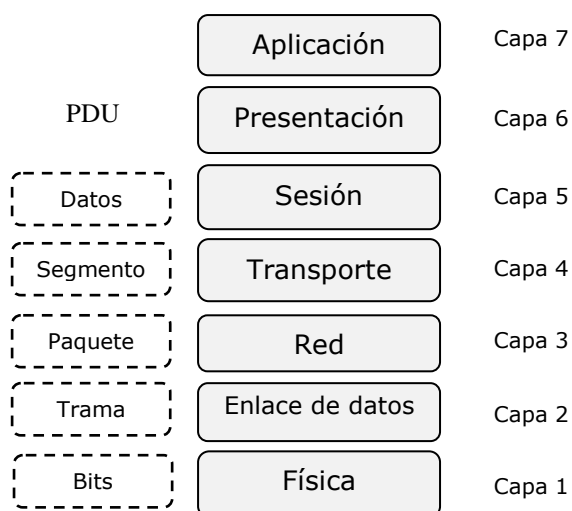 Aplicación Capa 7
PDU Presentación Capa 6
Datos Sesión Capa 5
Segmento Transporte Capa 4
Paquete Red Capa 3
Trama Enlace de datos Capa 2
Bits Física Capa 1